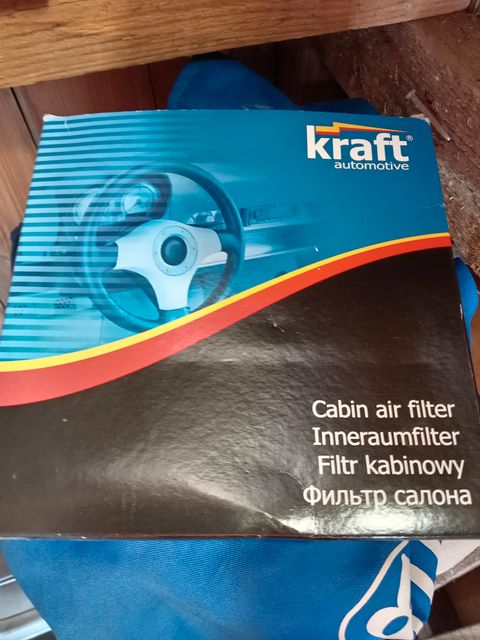 kraft®
automotive
Cabin air filter
Inneraumfilter
Filtr kabinowy
Фильтр салона